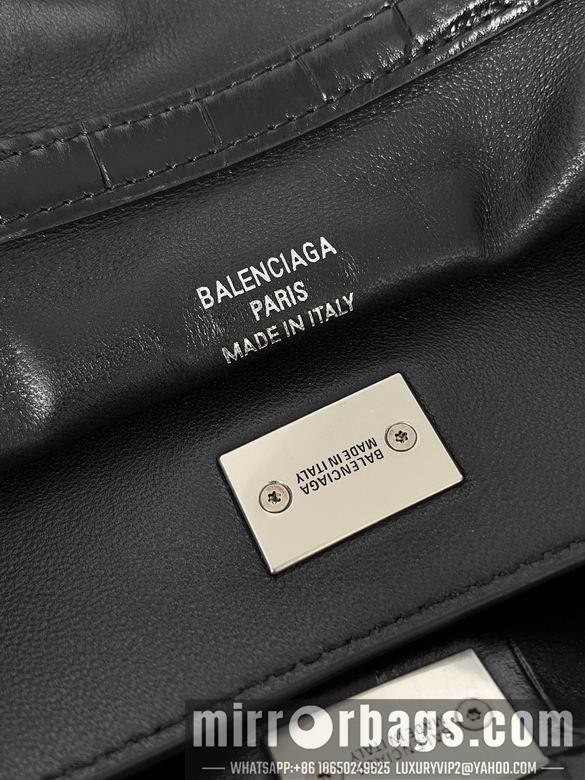 BALENCIAGA
PARIS
MADE IN ITALY
BALENCIAGA
MADE IN ITALY
mirrorbags.com
WHATSAPP:+86 18650249625 LUXURYVIP2@YAHOO.COM